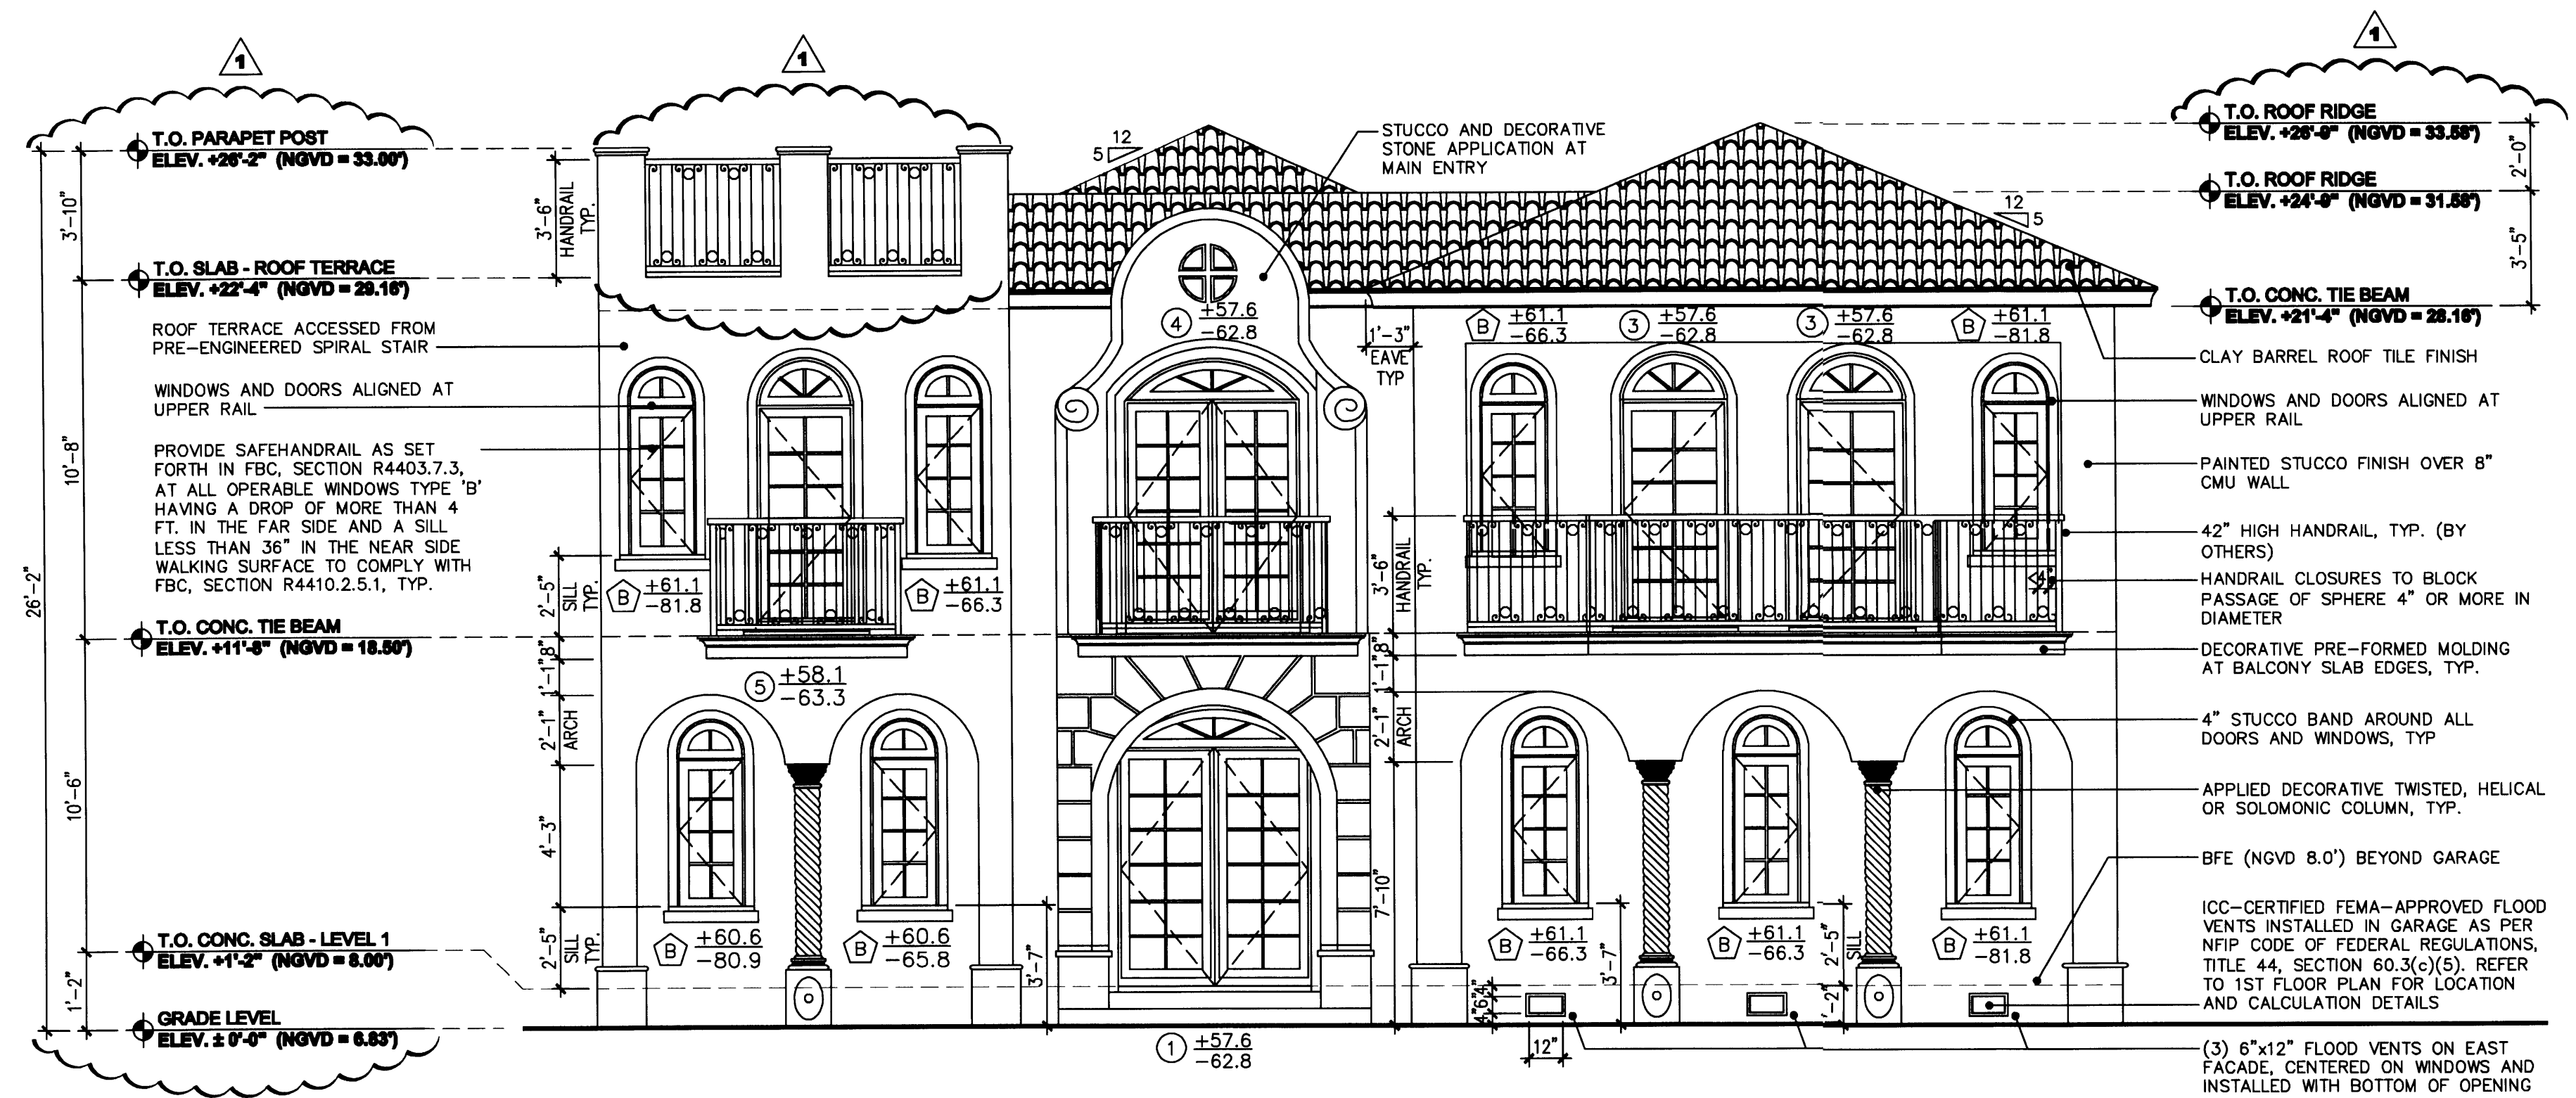 1
1
1
T.O. PARAPET POST
ELEV. +26'-2" (NGVD = 33.00')
T.O. SLAB - ROOF TERRACE
ELEV. +22'-4" (NGVD = 29.16')
ROOF TERRACE ACCESSED FROM
PRE-ENGINEERED SPIRAL STAIR
WINDOWS AND DOORS ALIGNED AT
UPPER RAIL
PROVIDE SAFEHANDRAIL AS SET
FORTH IN FBC, SECTION R4403.7.3,
AT ALL OPERABLE WINDOWS TYPE 'B'
HAVING A DROP OF MORE THAN 4
FT. IN THE FAR SIDE AND A SILL
LESS THAN 36" IN THE NEAR SIDE
WALKING SURFACE TO COMPLY WITH
FBC, SECTION R4410.2.5.1, TYP.
T.O. CONC. TIE BEAM
ELEV. +11'-8" (NGVD = 18.50')
T.O. CONC. SLAB - LEVEL 1
ELEV. +1'-2" (NGVD = 8.00')
GRADE LEVEL
ELEV. ± 0'-0" (NGVD = 6.83')
26'-2"
3'-10"
10'-8"
10'-6"
1'-2"
3'-6"
HANDRAIL
TYP.
2'-5"
SILL
TYP.
8"
1'-1"
2'-1"
ARCH
4'-3"
2'-5"
SILL
TYP.
12
5
STUCCO AND DECORATIVE
STONE APPLICATION AT
MAIN ENTRY
12
5
4 +57.6
-62.8
1'-3"
EAVE
TYP
B +61.1
-66.3
3 +57.6
-62.8
3 +57.6
-62.8
B +61.1
-81.8
B +61.1
-81.8
B +61.1
-66.3
5 +58.1
-63.3
3'-6"
HANDRAIL
TYP.
8"
1'-1"
2'-1"
ARCH
7'-10"
4"
B +60.6
-80.9
B +60.6
-65.8
3'-7"
B +61.1
-66.3
3'-7"
B +61.1
-66.3
2'-5"
SILL
B +61.1
-81.8
4"
6"
4"
12"
1 +57.6
-62.8
T.O. ROOF RIDGE
ELEV. +26'-9" (NGVD = 33.58')
T.O. ROOF RIDGE
ELEV. +24'-9" (NGVD = 31.58')
T.O. CONC. TIE BEAM
ELEV. +21'-4" (NGVD = 28.16')
2'-0"
3'-5"
CLAY BARREL ROOF TILE FINISH
WINDOWS AND DOORS ALIGNED AT
UPPER RAIL
PAINTED STUCCO FINISH OVER 8"
CMU WALL
42" HIGH HANDRAIL, TYP. (BY
OTHERS)
HANDRAIL CLOSURES TO BLOCK
PASSAGE OF SPHERE 4" OR MORE IN
DIAMETER
DECORATIVE PRE-FORMED MOLDING
AT BALCONY SLAB EDGES, TYP.
4" STUCCO BAND AROUND ALL
DOORS AND WINDOWS, TYP
APPLIED DECORATIVE TWISTED, HELICAL
OR SOLOMONIC COLUMN, TYP.
BFE (NGVD 8.0') BEYOND GARAGE
ICC-CERTIFIED FEMA-APPROVED FLOOD
VENTS INSTALLED IN GARAGE AS PER
NFIP CODE OF FEDERAL REGULATIONS,
TITLE 44, SECTION 60.3(c)(5). REFER
TO 1ST FLOOR PLAN FOR LOCATION
AND CALCULATION DETAILS
(3) 6"x12" FLOOD VENTS ON EAST
FACADE, CENTERED ON WINDOWS AND
INSTALLED WITH BOTTOM OF OPENING